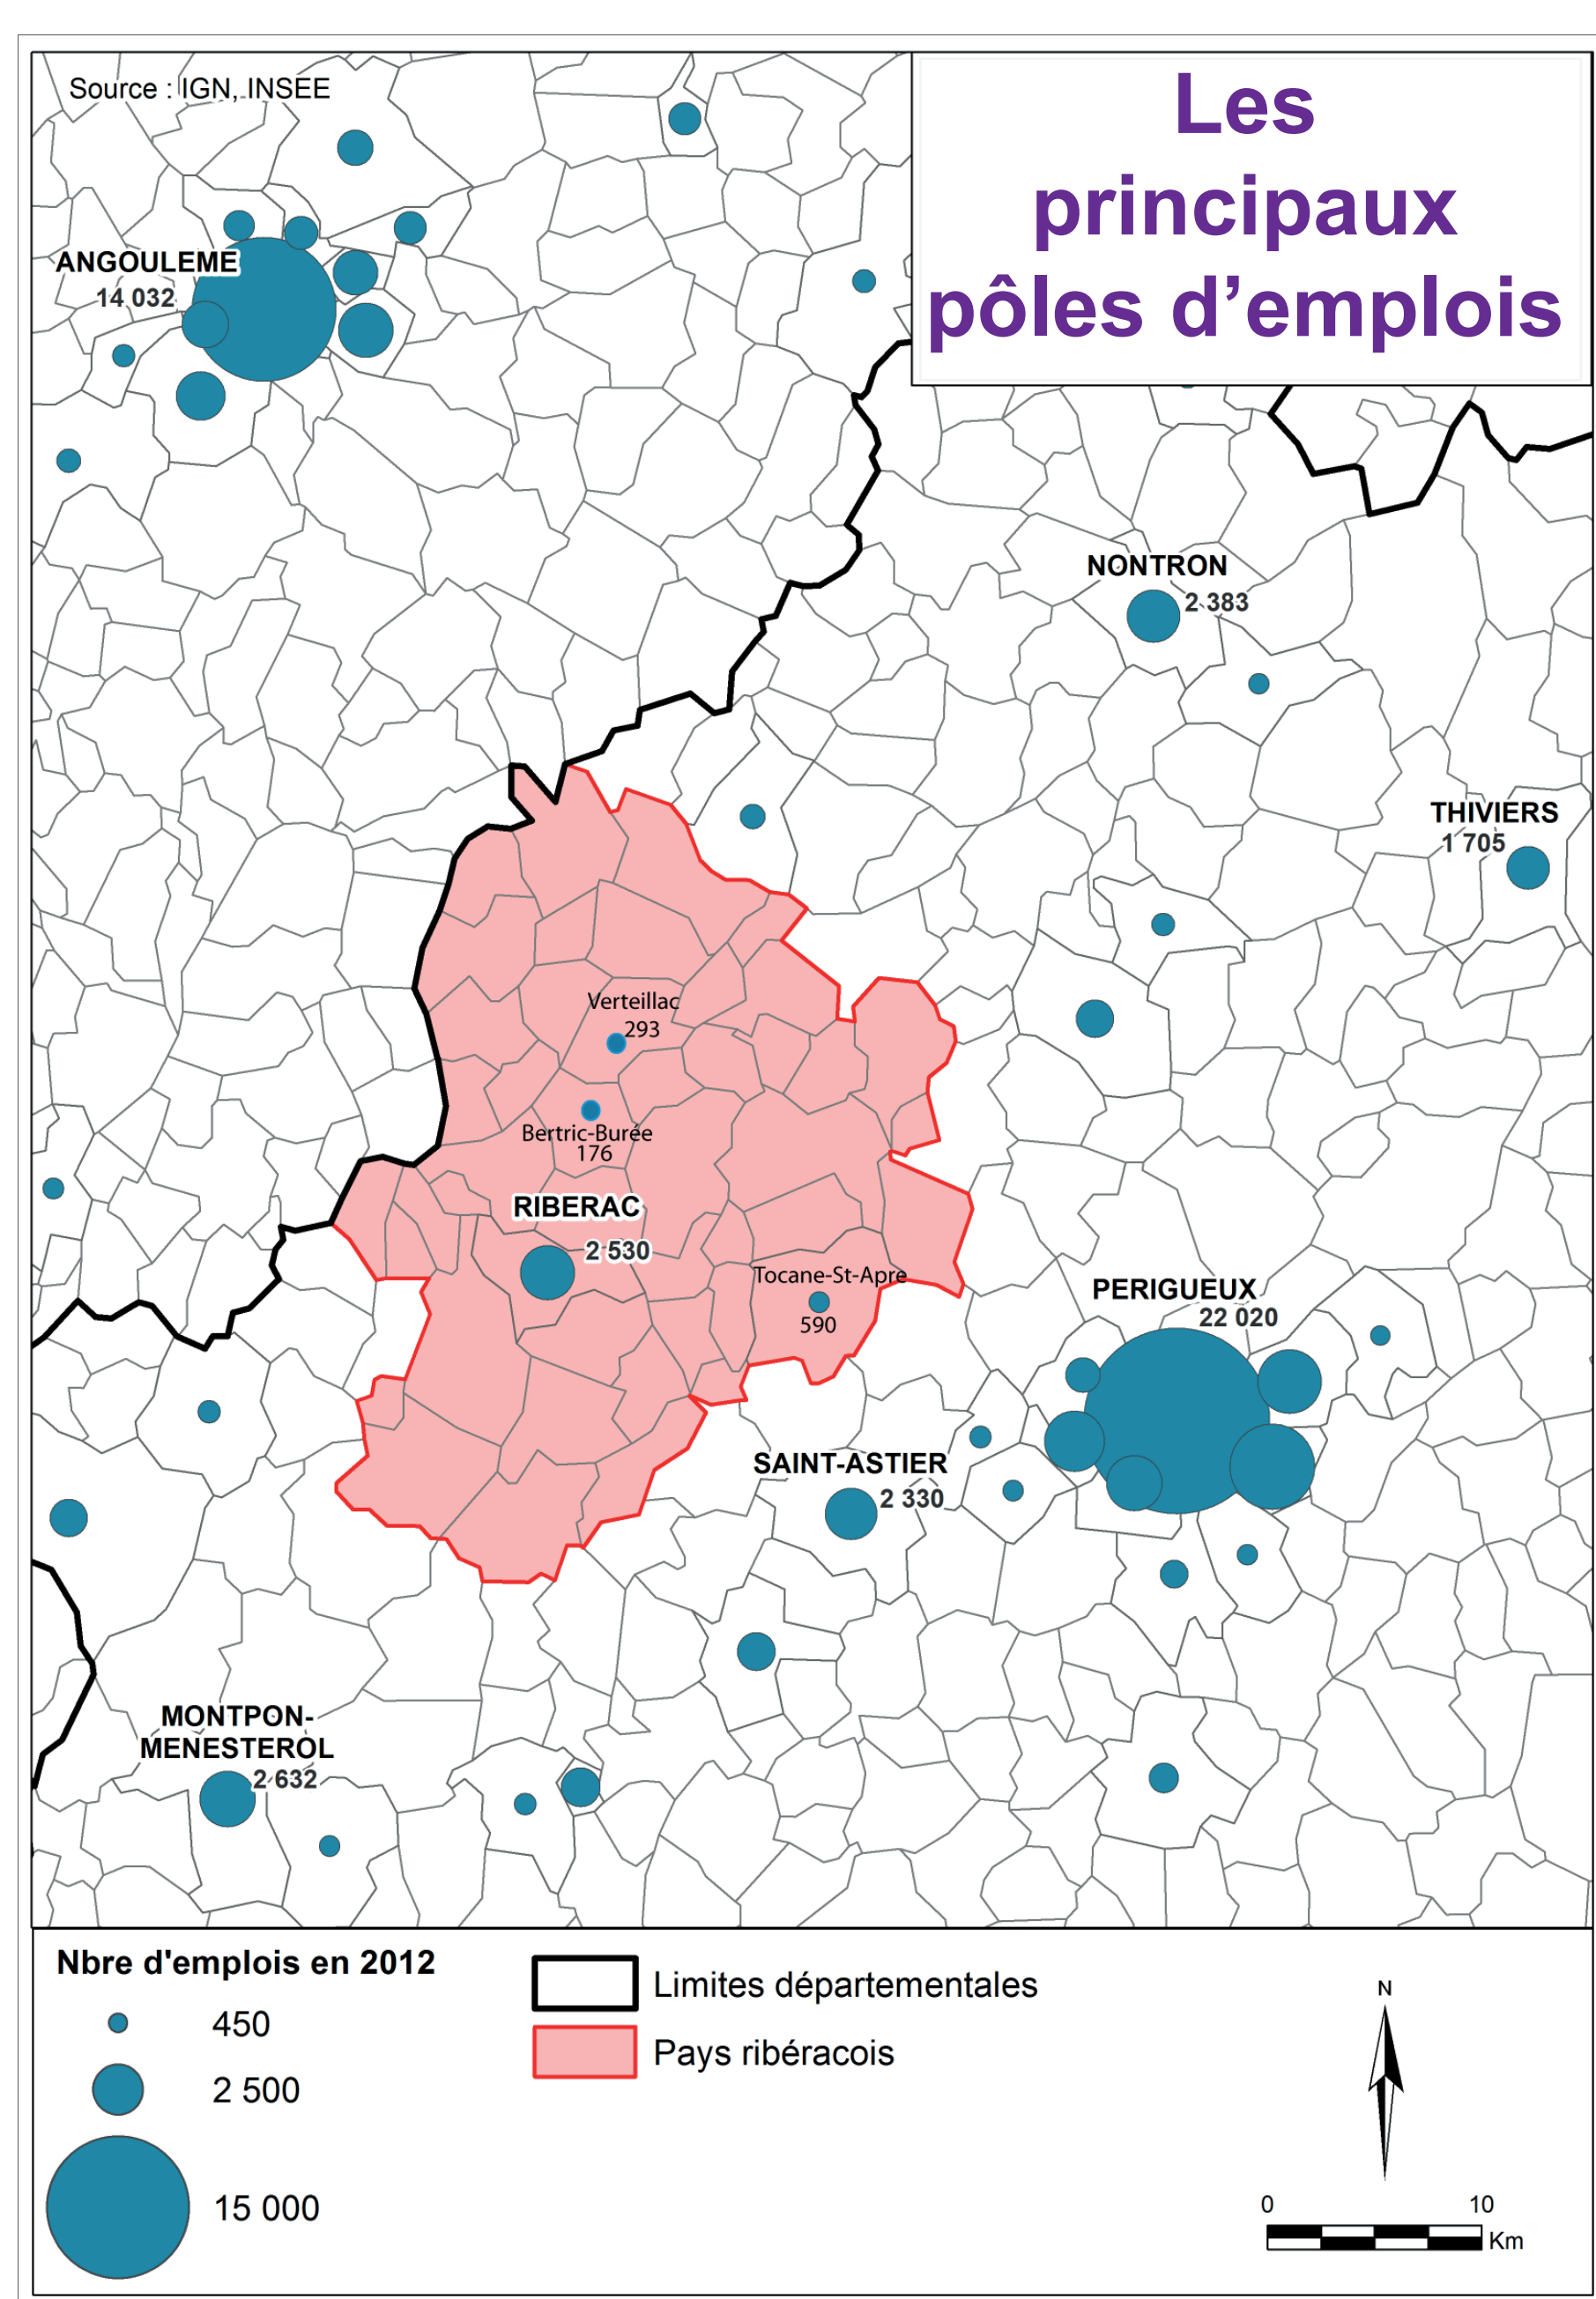 Source : IGN, INSEE
Les
principaux
pôles d’emplois
ANGOULEME
14 032
NONTRON
2 383
THIVIERS
1 705
Verteillac
293
Bertric-Burée
176
RIBERAC
2 530
Tocane-St-Apre
590
PERIGUEUX
22 020
SAINT-ASTIER
2 330
MONTPON-
MENESTEROL
2 632
Nbre d'emplois en 2012
450
2 500
15 000
Limites départementales
Pays ribéracois
N
0 10
Km